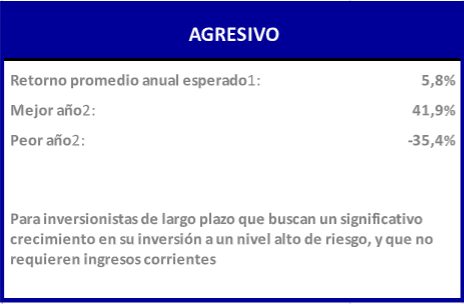 AGRESIVO
Retorno promedio anual esperado1: 5,8%
Mejor año2: 41,9%
Peor año2: -35,4%
Para inversionistas de largo plazo que buscan un significativo
crecimiento en su inversión a un nivel alto de riesgo, y que no
requieren ingresos corrientes